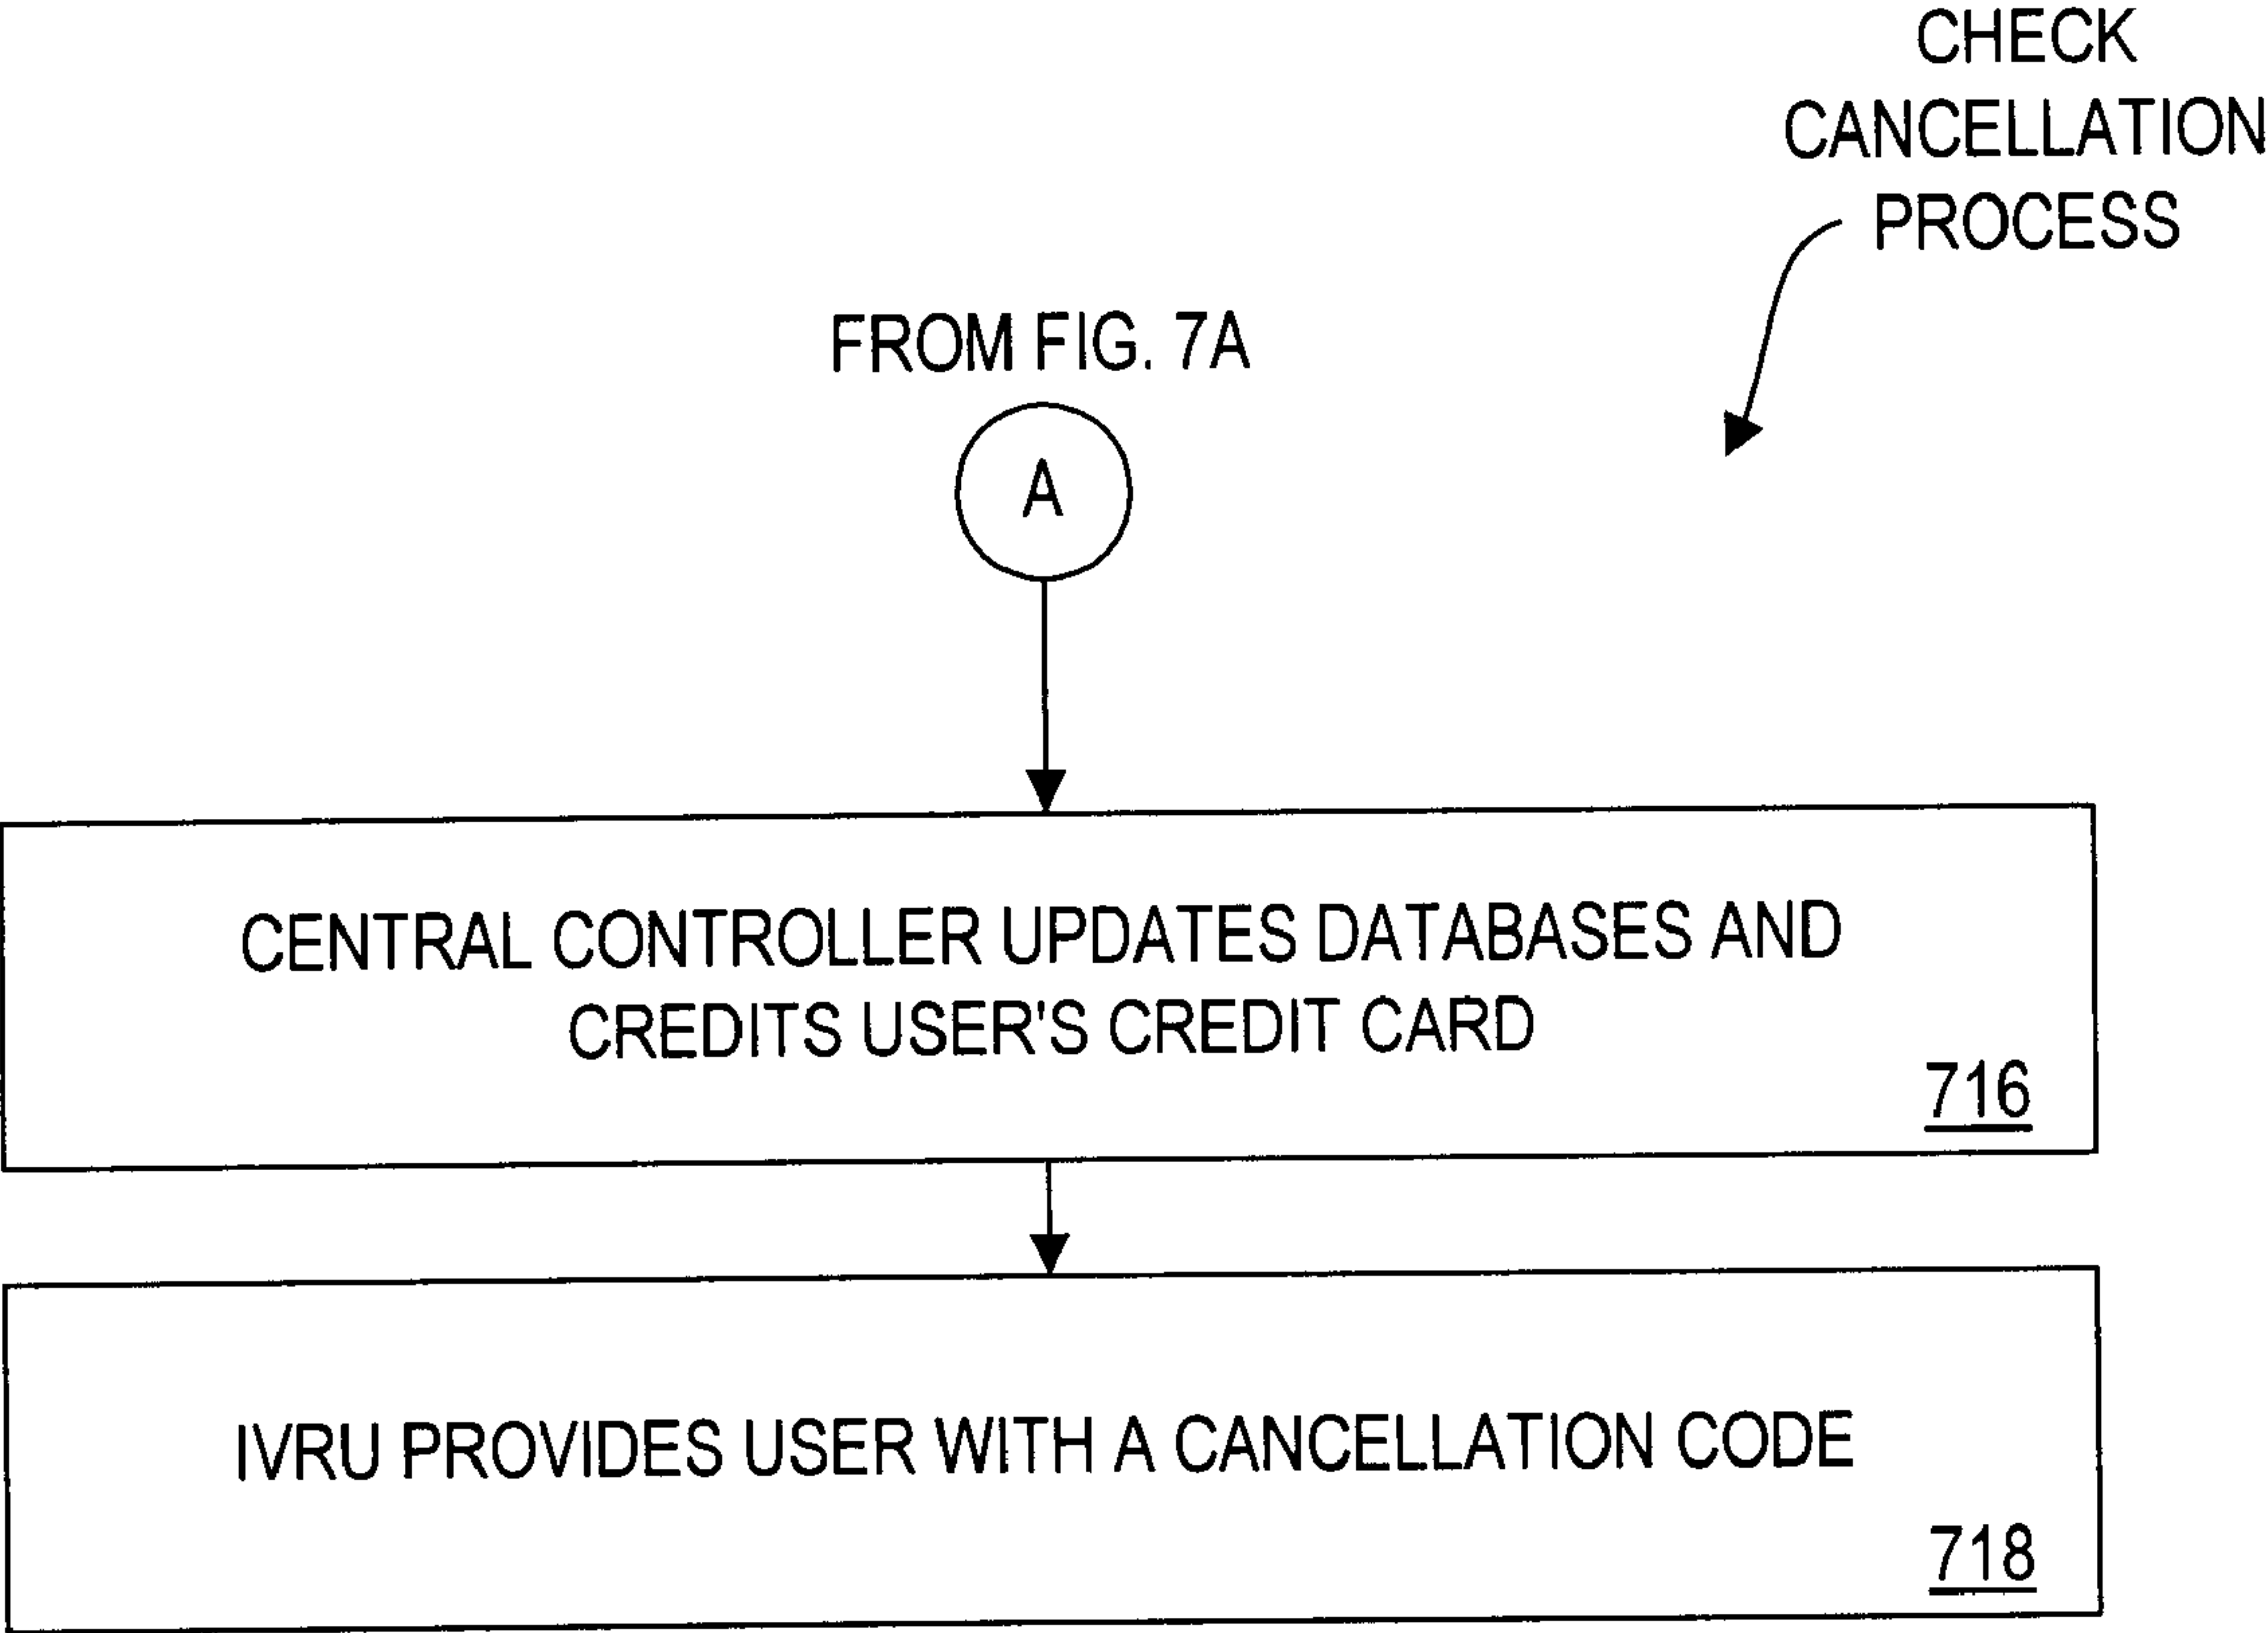 CHECK
CANCELLATION
PROCESS
FROM FIG. 7A
A
CENTRAL CONTROLLER UPDATES DATABASES AND
CREDITS USER'S CREDIT CARD
716
IVRU PROVIDES USER WITH A CANCELLATION CODE
718